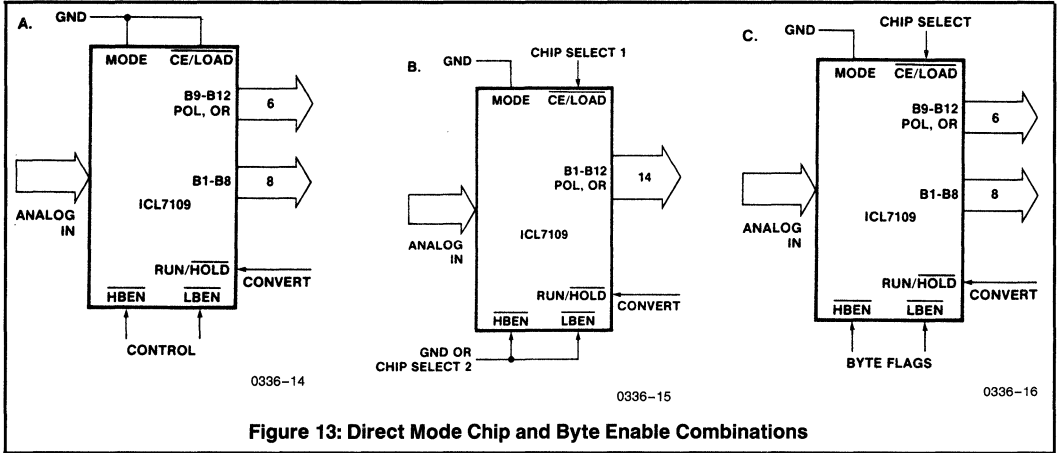 A.
GND
MODE CE/LOAD
B9-B12
POL, OR
6
B1-B8
8
ANALOG
IN
ICL7109
RUN/HOLD
CONVERT
HBEN LBEN
CONTROL
0336-14
B.
GND
CHIP SELECT 1
MODE CE/LOAD
B1-B12
POL, OR
14
ANALOG
IN
ICL7109
RUN/HOLD
CONVERT
HBEN LBEN
GND OR
CHIP SELECT 2
0336-15
C.
GND
CHIP SELECT
MODE CE/LOAD
B9-B12
POL, OR
6
B1-B8
8
ANALOG
IN
ICL7109
RUN/HOLD
CONVERT
HBEN LBEN
BYTE FLAGS
0336-16
Figure 13: Direct Mode Chip and Byte Enable Combinations